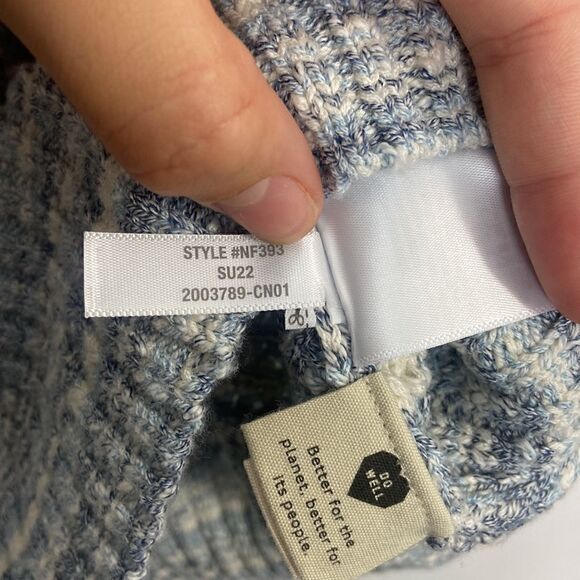 STYLE #NF393
SU22
2003789-CN01
DO
WELL
Better for the
planet, better for
its people.